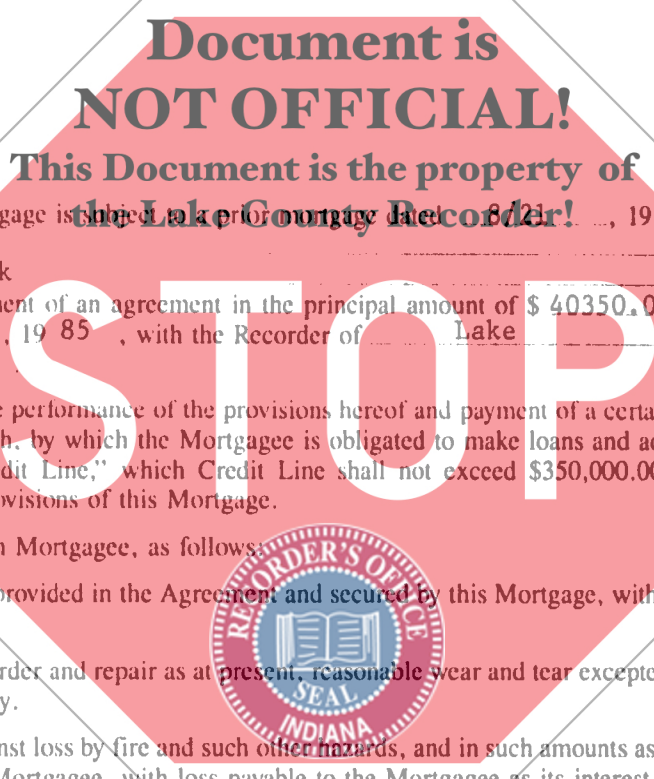 Document is
NOT OFFICIAL!
This Document is the property of
the Lake County Recorder!
gage is subject to a prior mortgage dated 8/21 , 19
k
ent of an agreement in the principal amount of $ 40350.0
, 19 85 , with the Recorder of Lake
STOP
e performance of the provisions hereof and payment of a certa
h, by which the Mortgagee is obligated to make loans and ad
dit Line," which Credit Line shall not exceed $350,000.00
ovisions of this Mortgage.
n Mortgagee, as follows:
provided in the Agreement and secured by this Mortgage, with
RECORDER'S OFFICE
SEAL
INDIANA
rder and repair as at present, reasonable wear and tear excepte
y.
nst loss by fire and such other hazards, and in such amounts as
Mortgagee, with loss payable to the Mortgagee as its interest